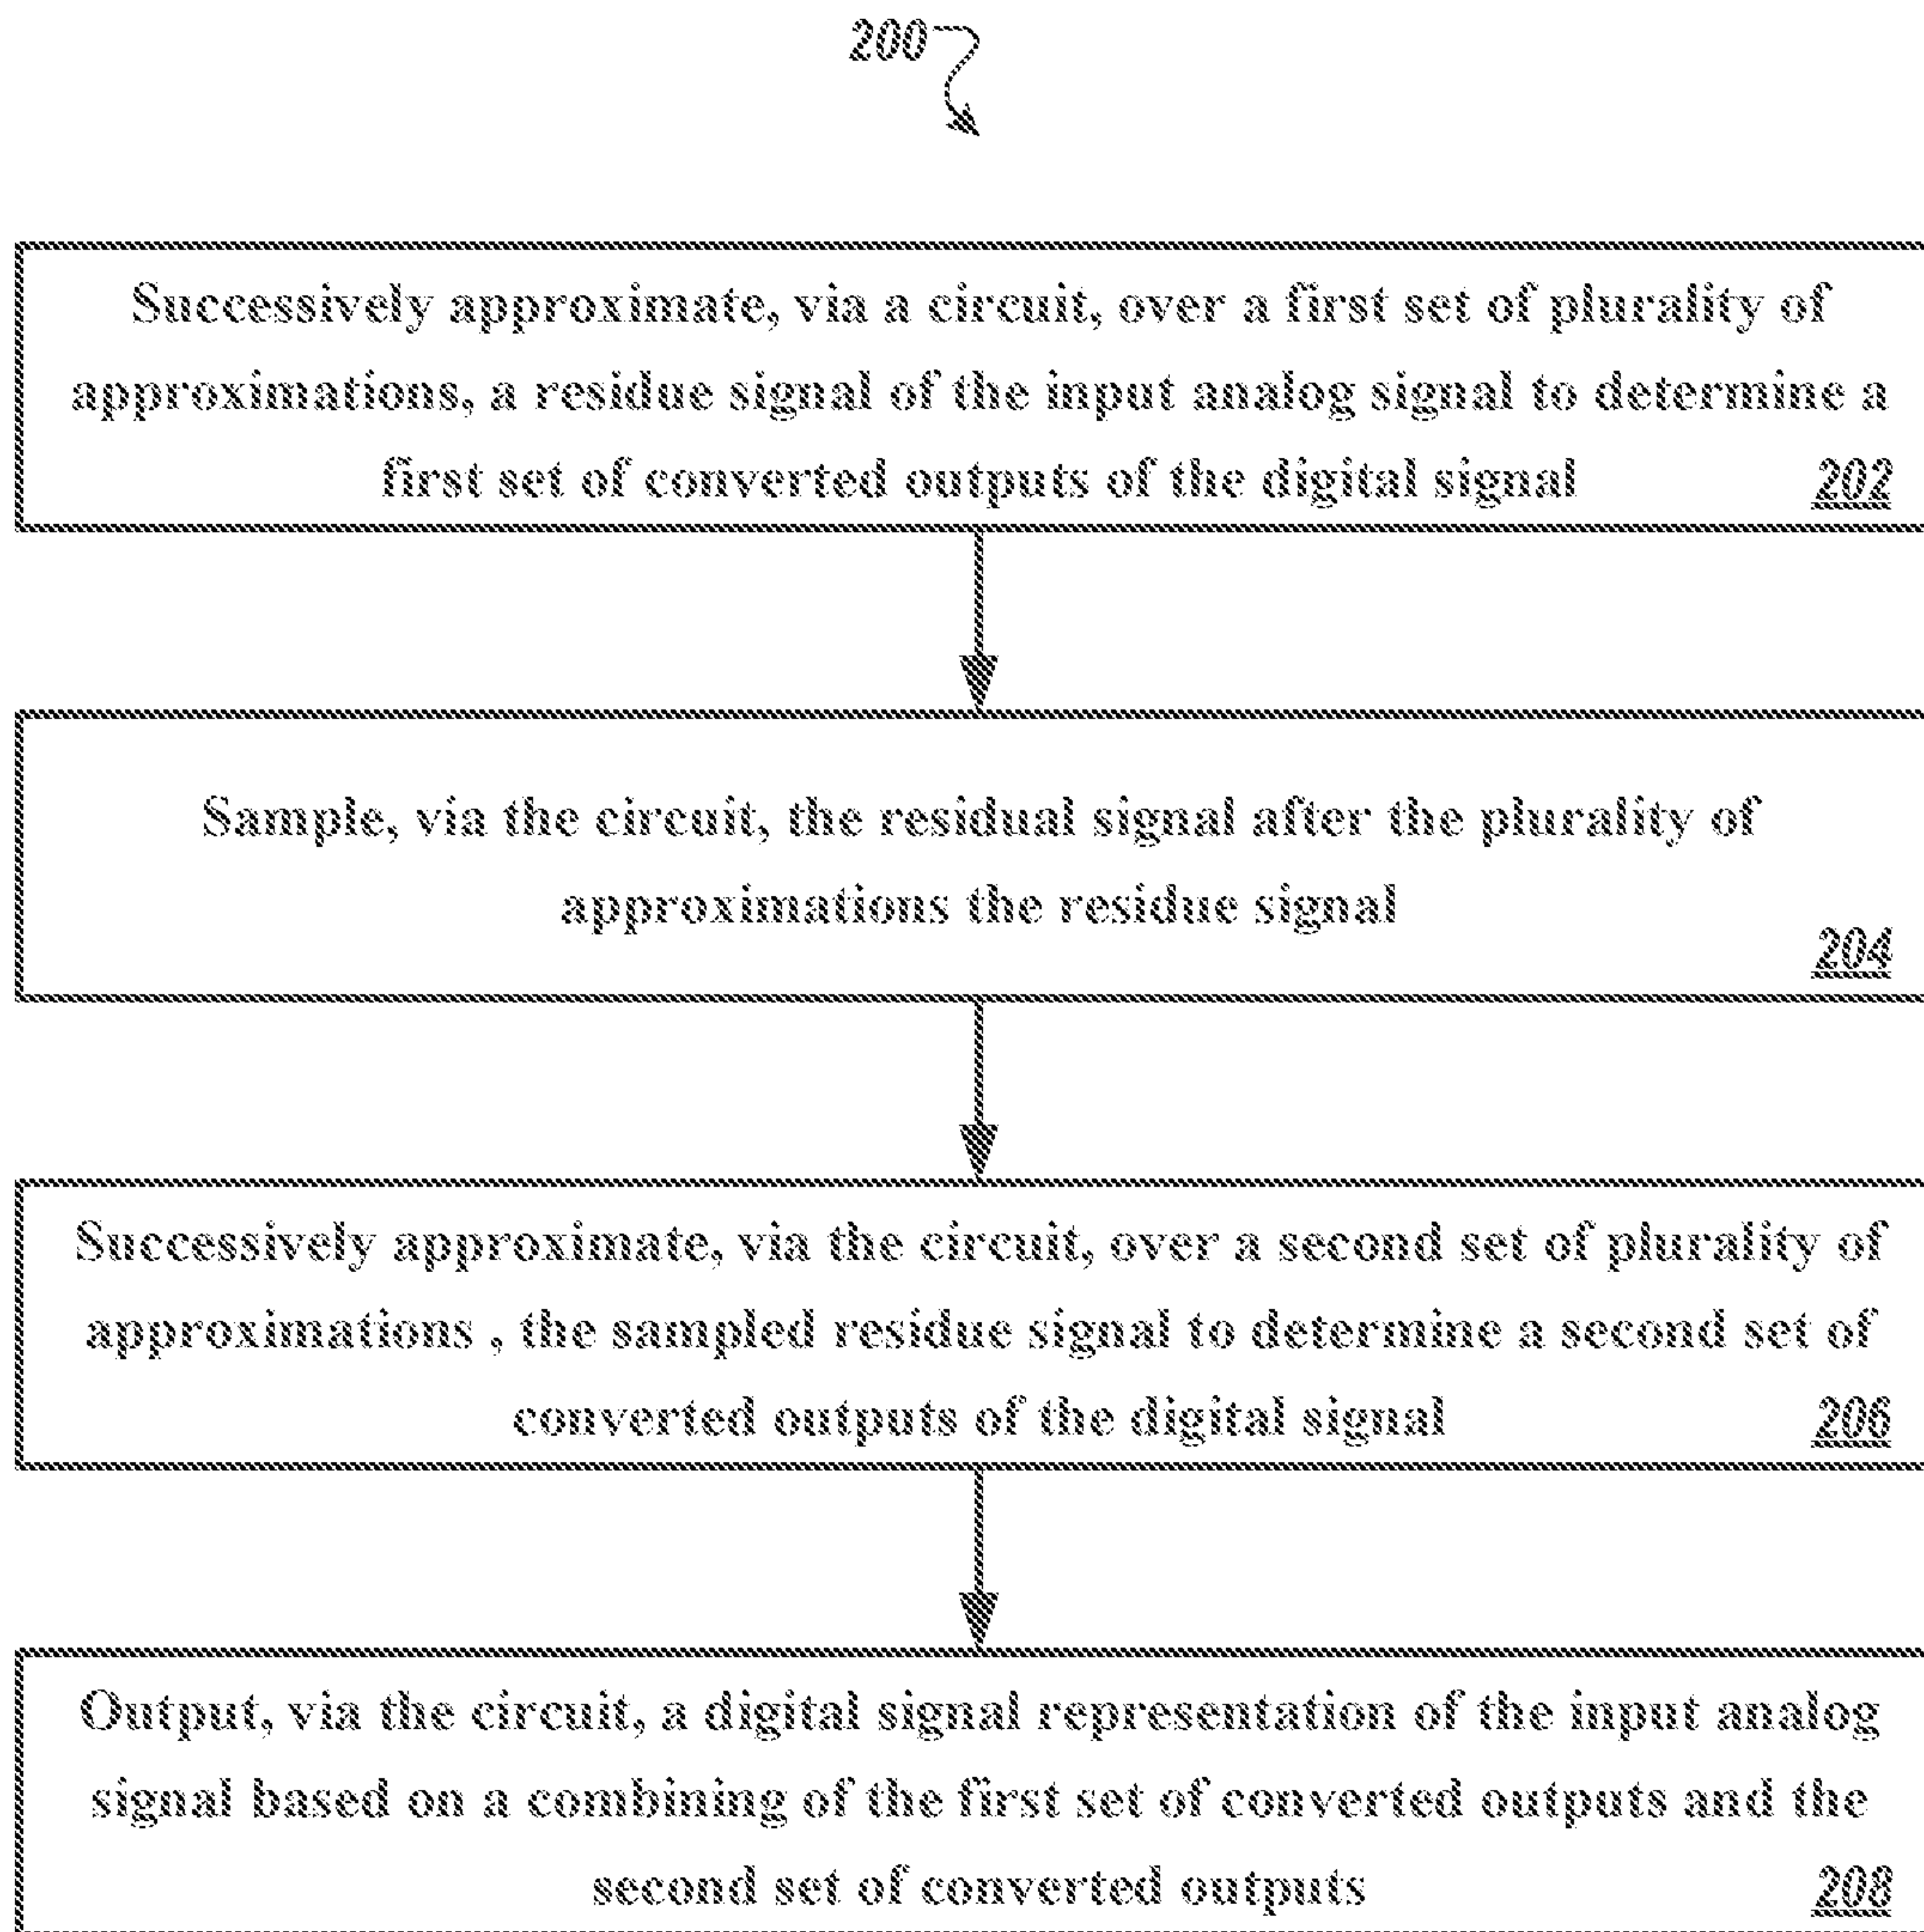 200
Successively approximate, via a circuit, over a first set of plurality of
approximations, a residue signal of the input analog signal to determine a
first set of converted outputs of the digital signal 202
Sample, via the circuit, the residual signal after the plurality of
approximations the residue signal
204
Successively approximate, via the circuit, over a second set of plurality of
approximations , the sampled residue signal to determine a second set of
converted outputs of the digital signal 206
Output, via the circuit, a digital signal representation of the input analog
signal based on a combining of the first set of converted outputs and the
second set of converted outputs 208